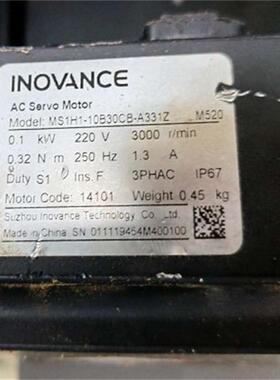 INOVANCE
AC Servo Motor
Model: MS1H1-10B30CB-A331Z M520
0.1 kW 220 V 3000 r/min
0.32 N·m 250 Hz 1.3 A
Duty S1 Ins. F 3PHAC IP67
Motor Code: 14101 Weight 0.45 kg
Suzhou Inovance Technology Co.,Ltd.
Made in China SN 011119454M400100